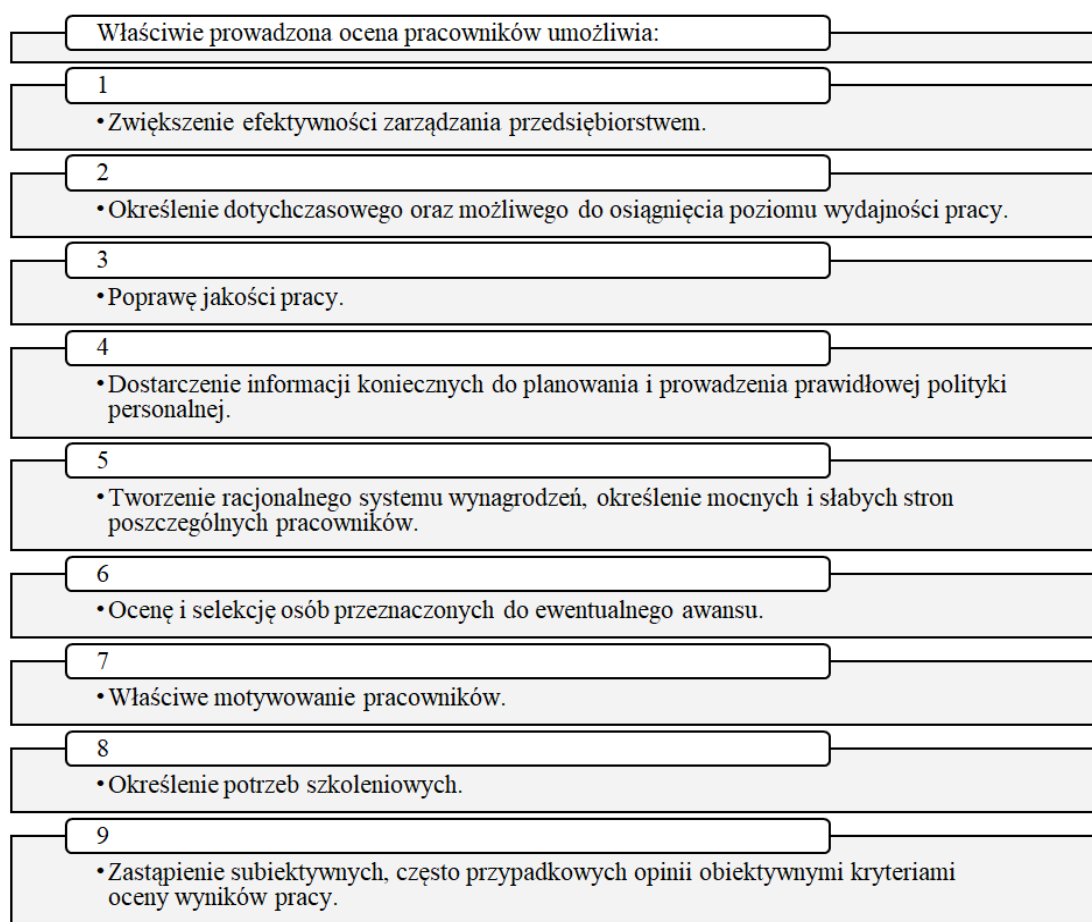 Właściwie prowadzona ocena pracowników umożliwia:
1
•Zwiększenie efektywności zarządzania przedsiębiorstwem.
2
•Określenie dotychczasowego oraz możliwego do osiągnięcia poziomu wydajności pracy.
3
•Poprawę jakości pracy.
4
•Dostarczenie informacji koniecznych do planowania i prowadzenia prawidłowej polityki
personalnej.
5
•Tworzenie racjonalnego systemu wynagrodzeń, określenie mocnych i słabych stron
poszczególnych pracowników.
6
•Ocenę i selekcję osób przeznaczonych do ewentualnego awansu.
7
•Właściwe motywowanie pracowników.
8
•Określenie potrzeb szkoleniowych.
9
•Zastąpienie subiektywnych, często przypadkowych opinii obiektywnymi kryteriami
oceny wyników pracy.